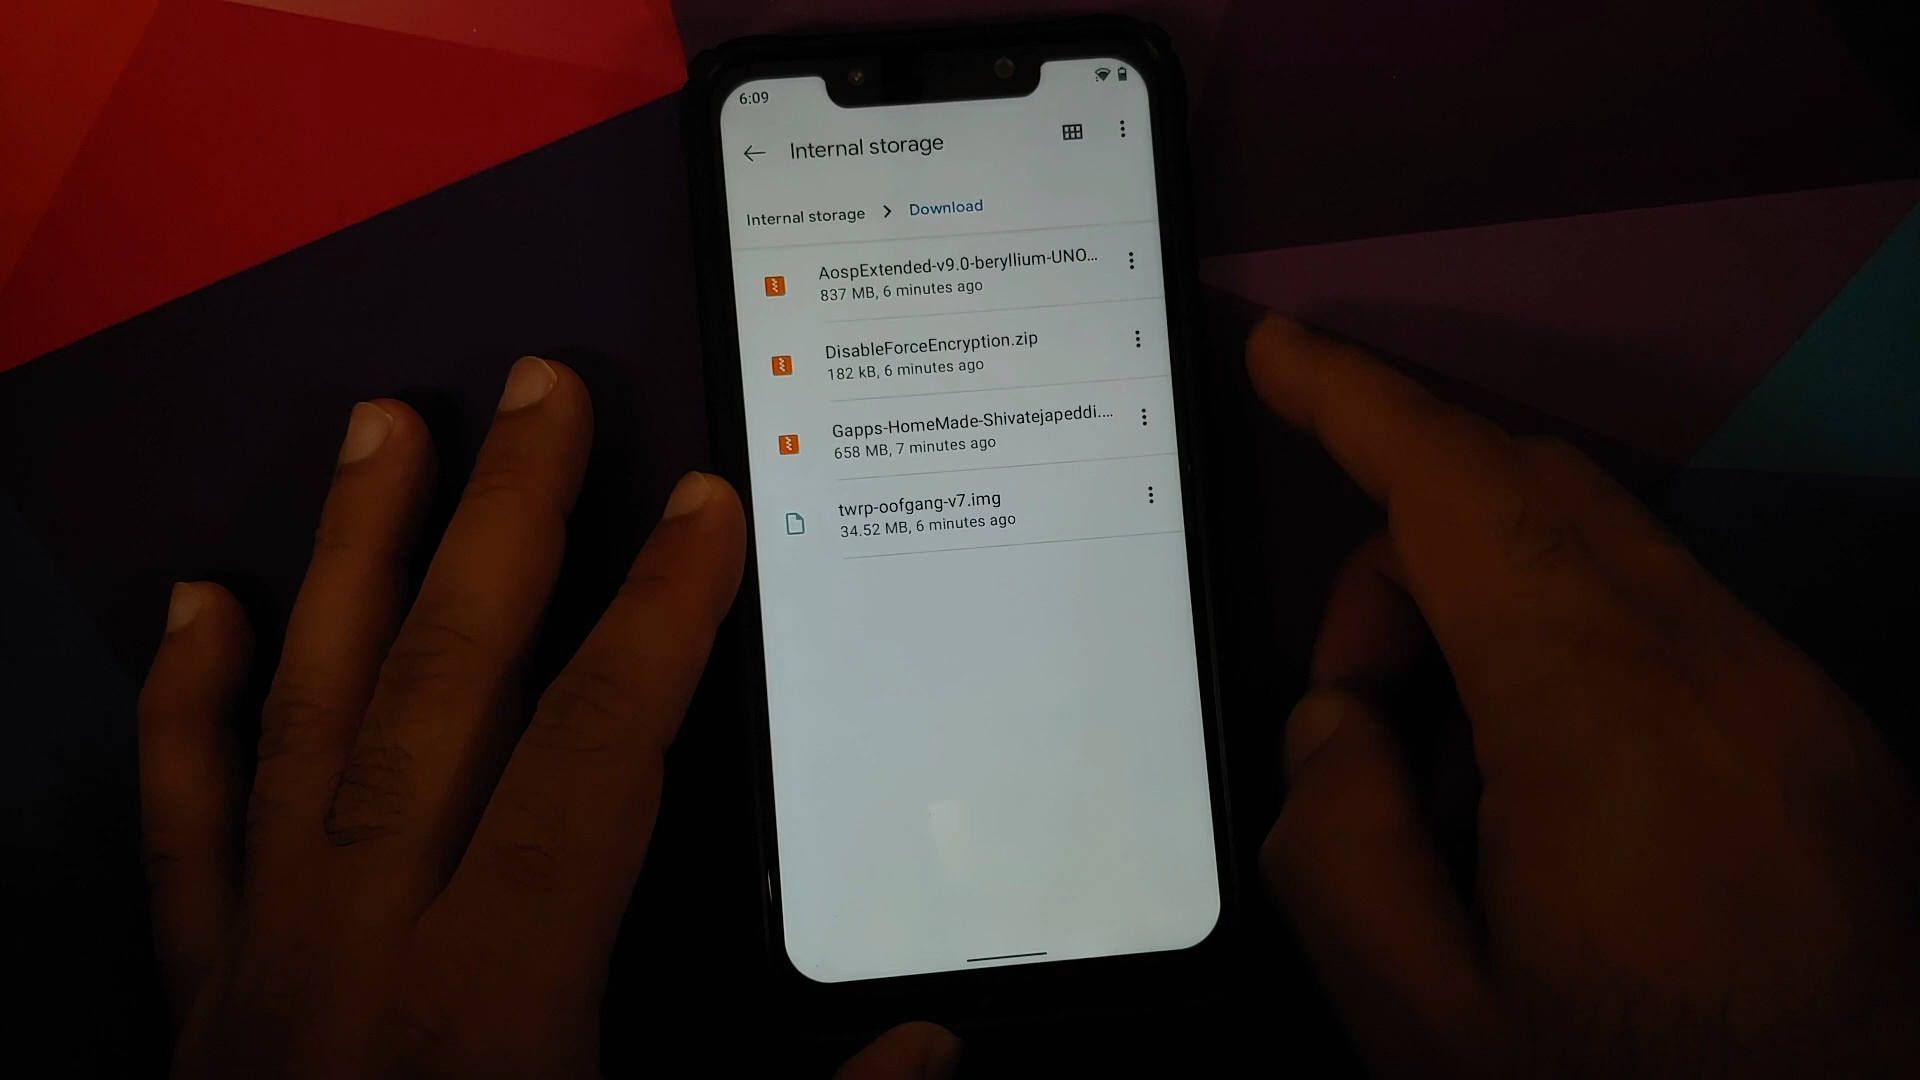 6:09
Internal storage
Internal storage > Download
AospExtended-v9.0-beryllium-UNO...
837 MB, 6 minutes ago
DisableForceEncryption.zip
182 kB, 6 minutes ago
Gapps-HomeMade-Shivatejapeddi....
658 MB, 7 minutes ago
twrp-oofgang-v7.img
34.52 MB, 6 minutes ago